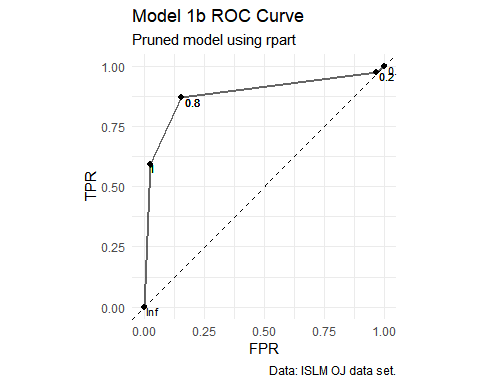 Model 1b ROC Curve
Pruned model using rpart
1.00
0.75
0.50
0.25
0.00
TPR
0
0.2
0.8
1
Inf
0.00 0.25 0.50 0.75 1.00
FPR
Data: ISLM OJ data set.